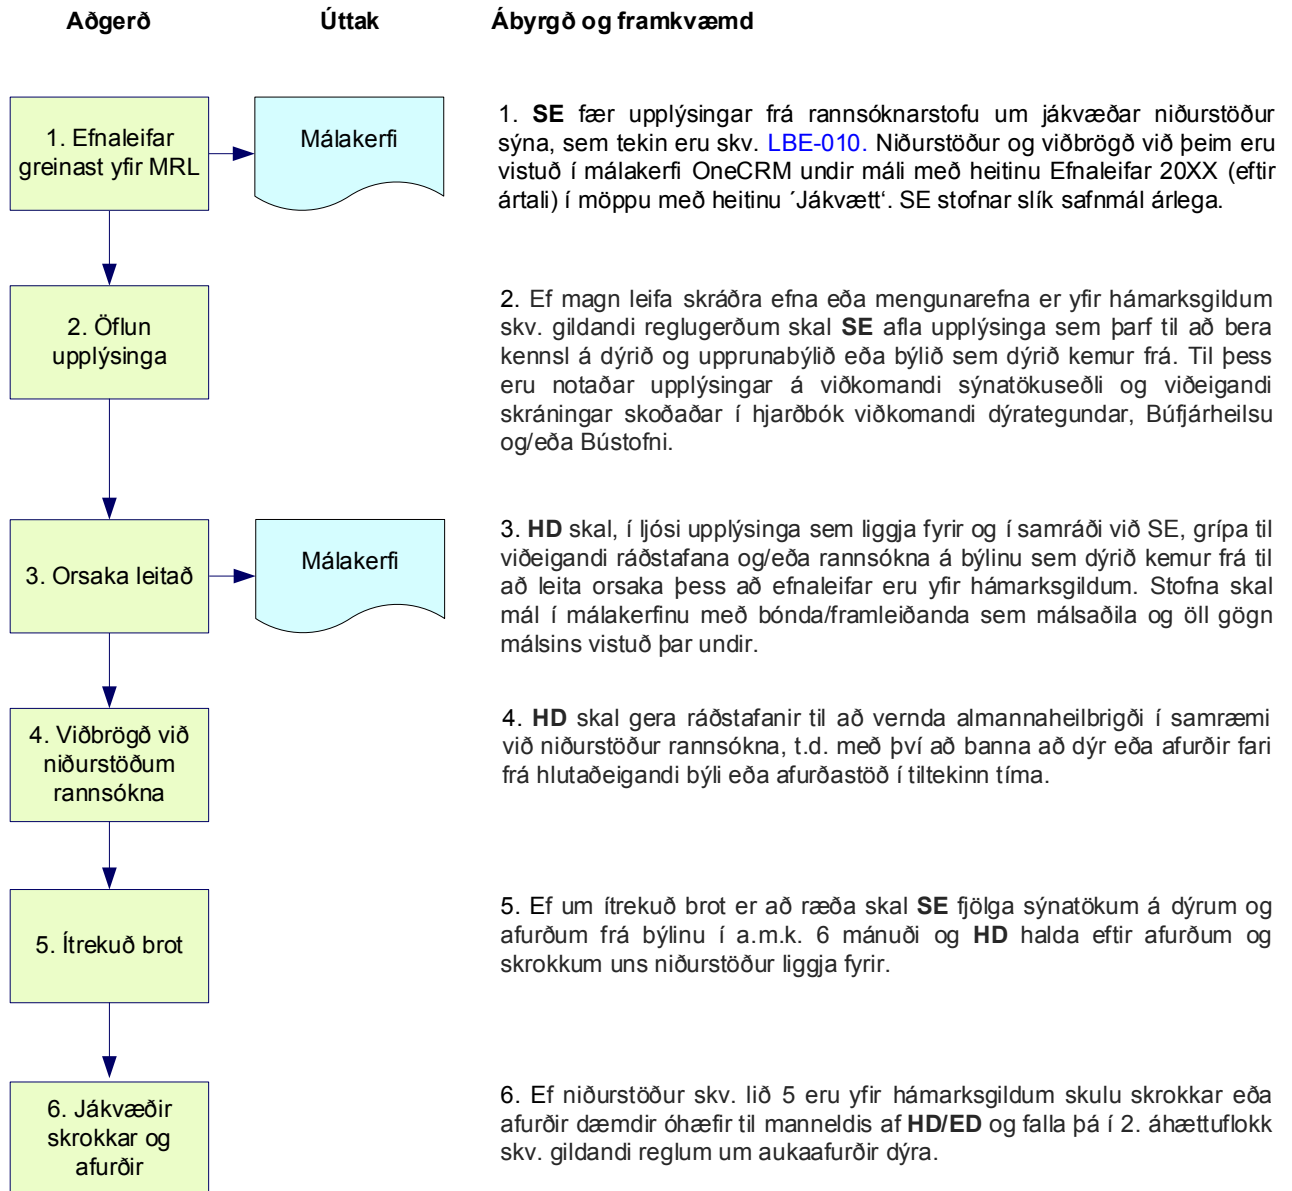 Aðgerð Úttak Ábyrgð og framkvæmd
1. Efnaleifar
greinast yfir MRL
Málakerfi
1. SE fær upplýsingar frá rannsóknarstofu um jákvæðar niðurstöður
sýna, sem tekin eru skv. LBE-010. Niðurstöður og viðbrögð við þeim eru
vistuð í málakerfi OneCRM undir máli með heitinu Efnaleifar 20XX (eftir
ártali) í möppu með heitinu ´Jákvætt‘. SE stofnar slík safnmál árlega.
2. Öflun
upplýsinga
2. Ef magn leifa skráðra efna eða mengunarefna er yfir hámarksgildum
skv. gildandi reglugerðum skal SE afla upplýsinga sem þarf til að bera
kennsl á dýrið og upprunabýlið eða býlið sem dýrið kemur frá. Til þess
eru notaðar upplýsingar á viðkomandi sýnatökuseðli og viðeigandi
skráningar skoðaðar í hjarðbók viðkomandi dýrategundar, Búfjárheilsu
og/eða Bústofni.
3. Orsaka leitað
Málakerfi
3. HD skal, í ljósi upplýsinga sem liggja fyrir og í samráði við SE, grípa til
viðeigandi ráðstafana og/eða rannsókna á býlinu sem dýrið kemur frá til
að leita orsaka þess að efnaleifar eru yfir hámarksgildum. Stofna skal
mál í málakerfinu með bónda/framleiðanda sem málsaðila og öll gögn
málsins vistuð þar undir.
4. Viðbrögð við
niðurstöðum
rannsókna
4. HD skal gera ráðstafanir til að vernda almannaheilbrigði í samræmi
við niðurstöður rannsókna, t.d. með því að banna að dýr eða afurðir fari
frá hlutaðeigandi býli eða afurðastöð í tiltekinn tíma.
5. Ítrekuð brot
5. Ef um ítrekuð brot er að ræða skal SE fjölga sýnatökum á dýrum og
afurðum frá býlinu í a.m.k. 6 mánuði og HD halda eftir afurðum og
skrokkum uns niðurstöður liggja fyrir.
6. Jákvæðir
skrokkar og
afurðir
6. Ef niðurstöður skv. lið 5 eru yfir hámarksgildum skulu skrokkar eða
afurðir dæmdir óhæfir til manneldis af HD/ED og falla þá í 2. áhættuflokk
skv. gildandi reglum um aukaafurðir dýra.